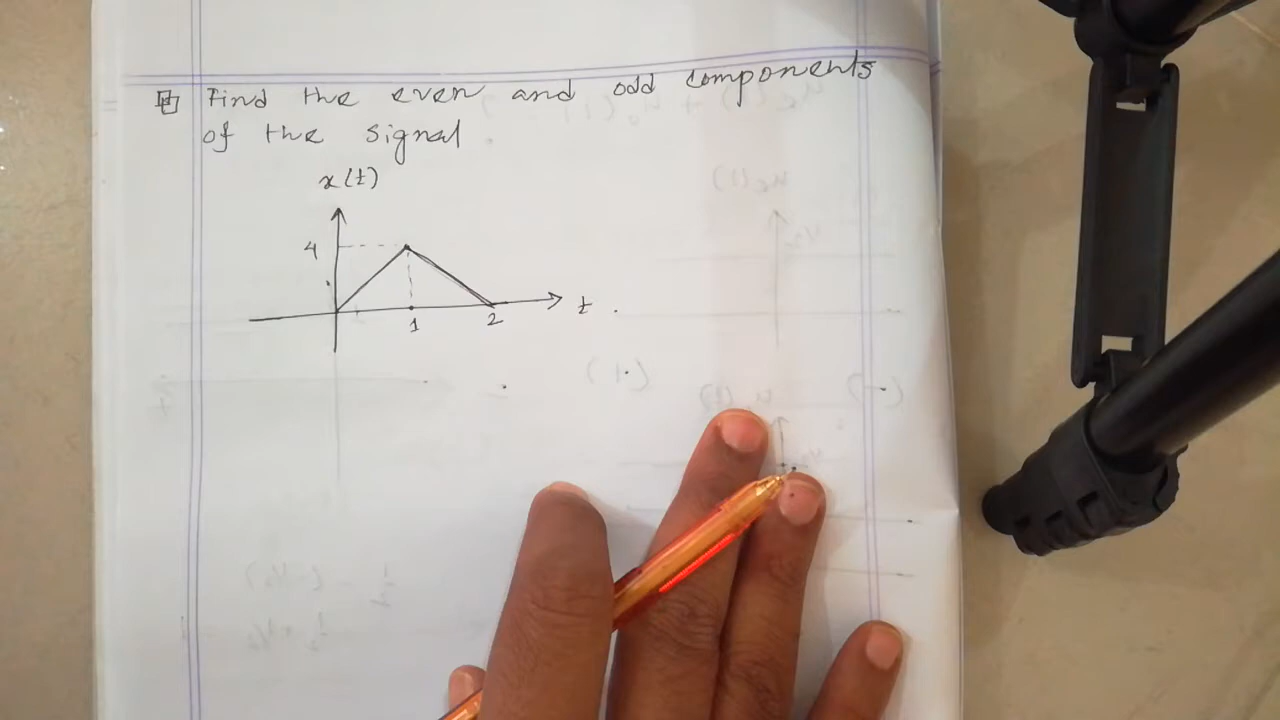 Find the even and odd components
of the signal
x(t)
4
1
2
t